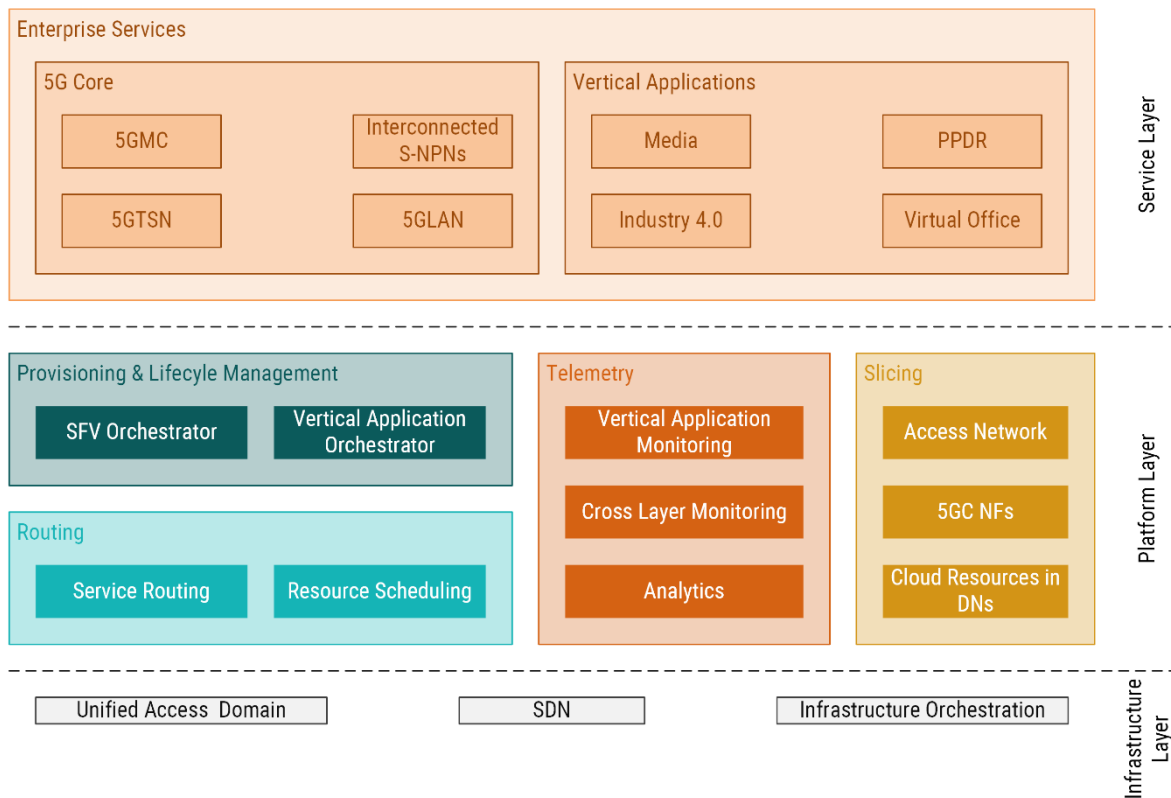 Enterprise Services
5G Core
5GMC
Interconnected
S-NPNs
5GTSN
5GLAN
Vertical Applications
Media
PPDR
Industry 4.0
Virtual Office
Service Layer
Provisioning & Lifecyle Management
SFV Orchestrator
Vertical Application
Orchestrator
Routing
Service Routing
Resource Scheduling
Telemetry
Vertical Application
Monitoring
Cross Layer Monitoring
Analytics
Slicing
Access Network
5GC NFs
Cloud Resources in
DNs
Platform Layer
Unified Access Domain
SDN
Infrastructure Orchestration
Infrastructure
Layer